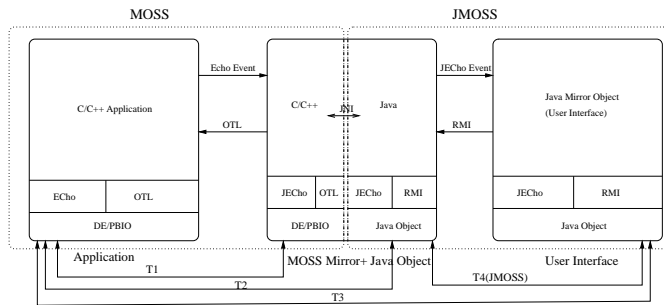 MOSS
JMOSS
Echo Event
JECho Event
C/C++ Application
C/C++
JNI
Java
Java Mirror Object
(User Interface)
OTL
RMI
ECho
OTL
JECho
OTL
JECho
RMI
JECho
RMI
DE/PBIO
DE/PBIO
Java Object
Java Object
Application
MOSS Mirror+ Java Object
User Interface
T1
T2
T4(JMOSS)
T3